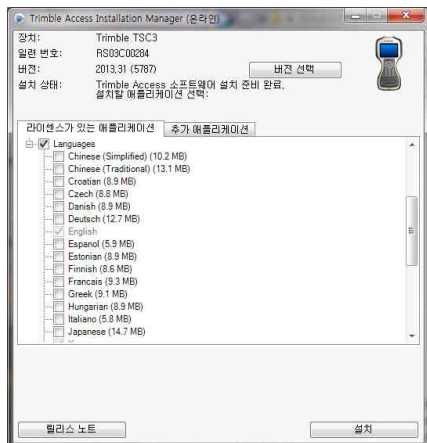 Trimble Access Installation Manager (온라인)
장치: Trimble TSC3
일련 번호: RS03C00284
버전: 2013,31 (5787) 버전 선택
설치 상태: Trimble Access 소프트웨어 설치 준비 완료,
설치할 애플리케이션 선택:
라이센스가 있는 애플리케이션 추가 애플리케이션
Languages
Chinese (Simplified) (10.2 MB)
Chinese (Traditional) (13.1 MB)
Croatian (8.9 MB)
Czech (8.8 MB)
Danish (8.9 MB)
Deutsch (12.7 MB)
English
Espanol (5.9 MB)
Estonian (8.9 MB)
Finnish (8.6 MB)
Francais (9.3 MB)
Greek (9.1 MB)
Hungarian (8.9 MB)
Italiano (5.8 MB)
Japanese (14.7 MB)
릴리스 노트 설치